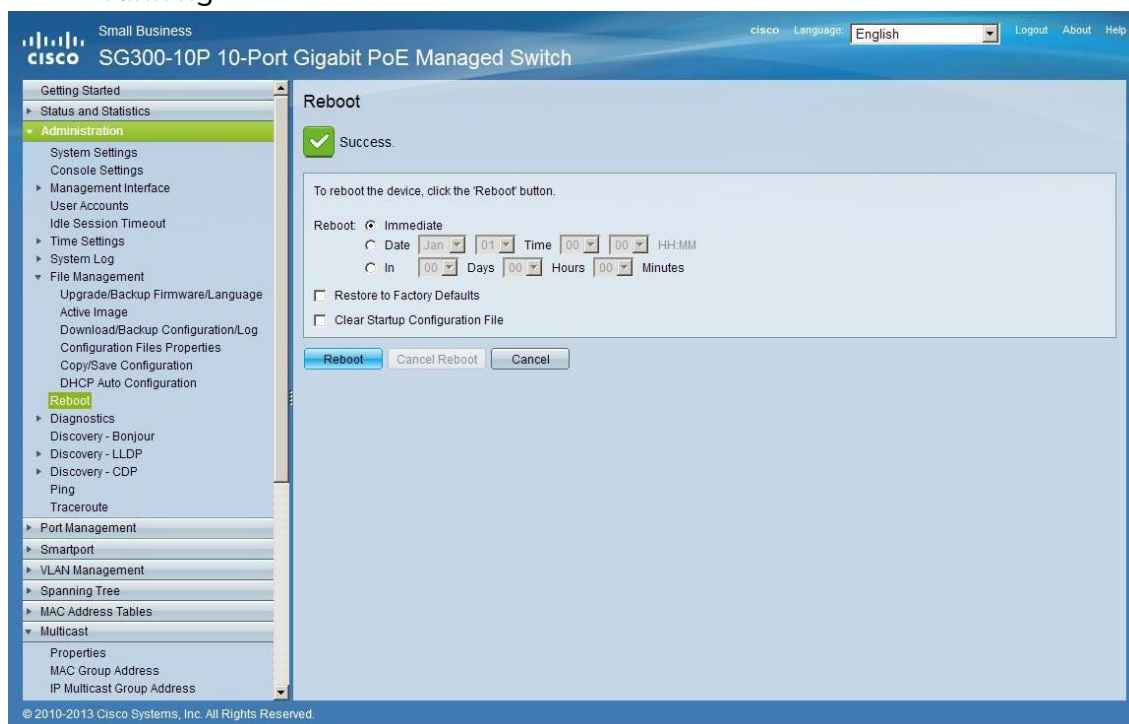 Small Business
cisco Language: English Logout About Help
cisco SG300-10P 10-Port Gigabit PoE Managed Switch
Getting Started
Status and Statistics
Administration
System Settings
Console Settings
Management Interface
User Accounts
Idle Session Timeout
Time Settings
System Log
File Management
Upgrade/Backup Firmware/Language
Active Image
Download/Backup Configuration/Log
Configuration Files Properties
Copy/Save Configuration
DHCP Auto Configuration
Reboot
Diagnostics
Discovery - Bonjour
Discovery - LLDP
Discovery - CDP
Ping
Traceroute
Port Management
Smartport
VLAN Management
Spanning Tree
MAC Address Tables
Multicast
Properties
MAC Group Address
IP Multicast Group Address
Reboot
Success.
To reboot the device, click the 'Reboot' button.
Reboot: Immediate
Date Jan 01 Time 00 00 HH:MM
In 00 Days 00 Hours 00 Minutes
Restore to Factory Defaults
Clear Startup Configuration File
Reboot Cancel Reboot Cancel
© 2010-2013 Cisco Systems, Inc. All Rights Reserved.